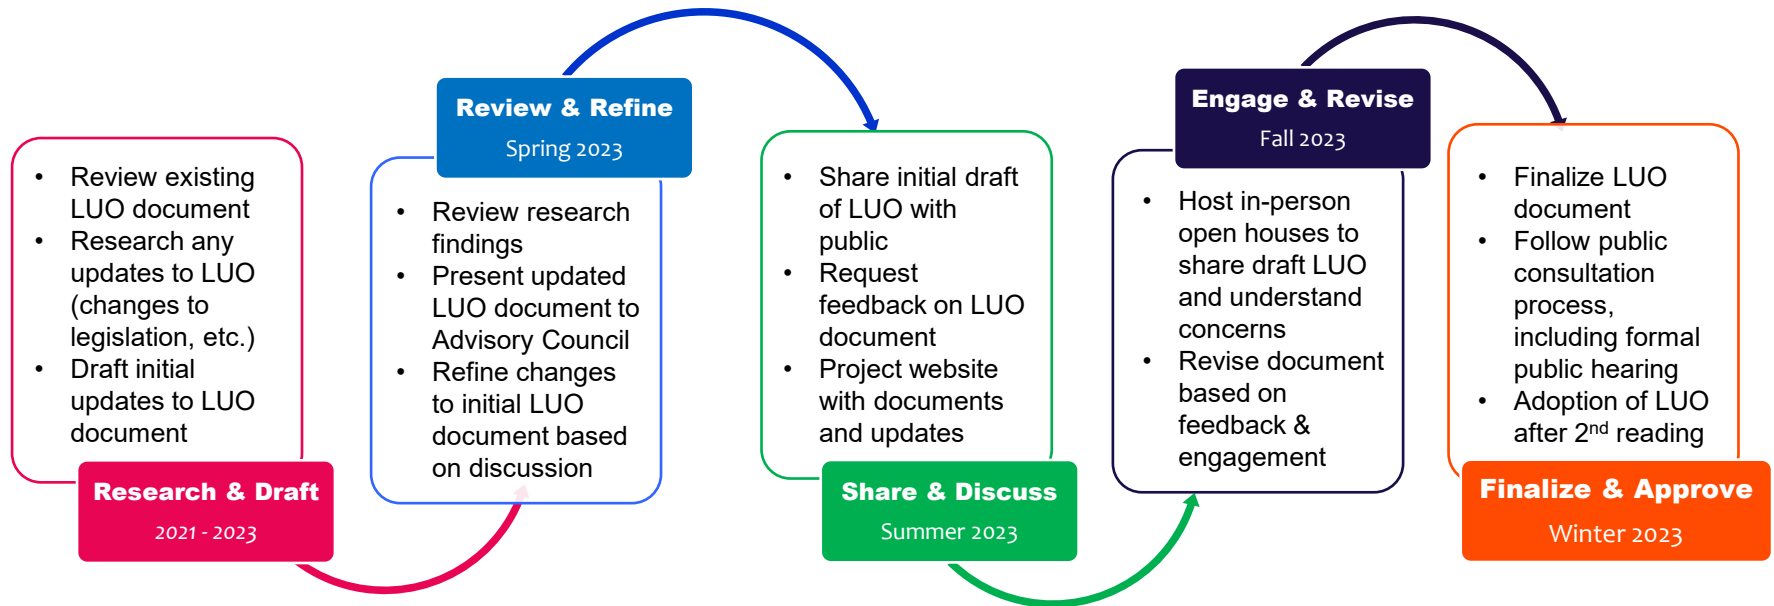 • Review existing
LUO document
• Research any
updates to LUO
(changes to
legislation, etc.)
• Draft initial
updates to LUO
document
Research & Draft
2021 - 2023
Review & Refine
Spring 2023
• Review research
findings
• Present updated
LUO document to
Advisory Council
• Refine changes
to initial LUO
document based
on discussion
• Share initial draft
of LUO with
public
• Request
feedback on LUO
document
• Project website
with documents
and updates
Share & Discuss
Summer 2023
Engage & Revise
Fall 2023
• Host in-person
open houses to
share draft LUO
and understand
concerns
• Revise document
based on
feedback &
engagement
• Finalize LUO
document
• Follow public
consultation
process,
including formal
public hearing
• Adoption of LUO
after 2nd reading
Finalize & Approve
Winter 2023